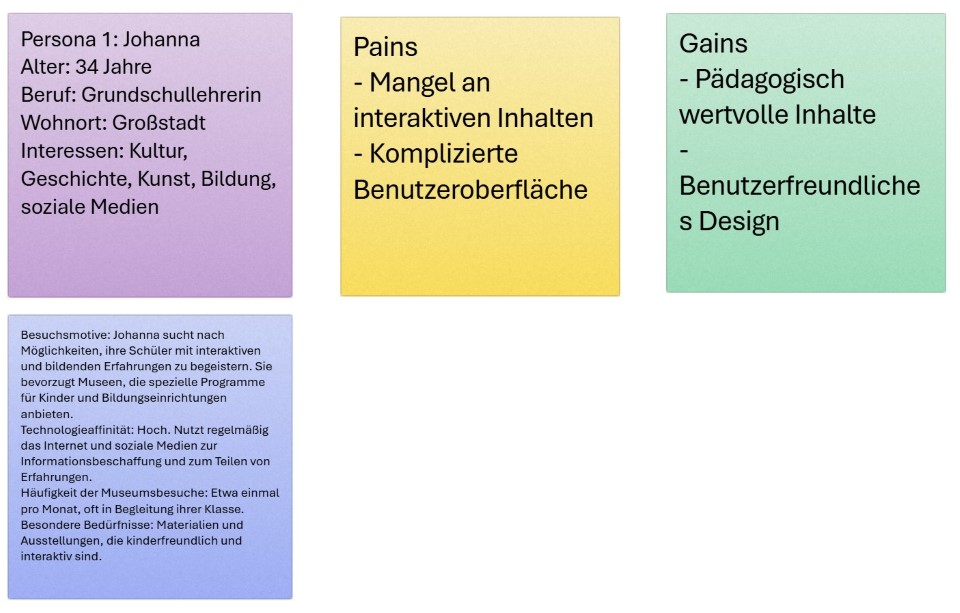 Persona 1: Johanna
Alter: 34 Jahre
Beruf: Grundschullehrerin
Wohnort: Großstadt
Interessen: Kultur,
Geschichte, Kunst, Bildung,
soziale Medien
Pains
- Mangel an
interaktiven Inhalten
- Komplizierte
Benutzeroberfläche
Gains
- Pädagogisch
wertvolle Inhalte
-
Benutzerfreundliche
s Design
Besuchsmotive: Johanna sucht nach
Möglichkeiten, ihre Schüler mit interaktiven
und bildenden Erfahrungen zu begeistern. Sie
bevorzugt Museen, die spezielle Programme
für Kinder und Bildungseinrichtungen
anbieten.
Technologieaffinität: Hoch. Nutzt regelmäßig
das Internet und soziale Medien zur
Informationsbeschaffung und zum Teilen von
Erfahrungen.
Häufigkeit der Museumsbesuche: Etwa einmal
pro Monat, oft in Begleitung ihrer Klasse.
Besondere Bedürfnisse: Materialien und
Ausstellungen, die kinderfreundlich und
interaktiv sind.